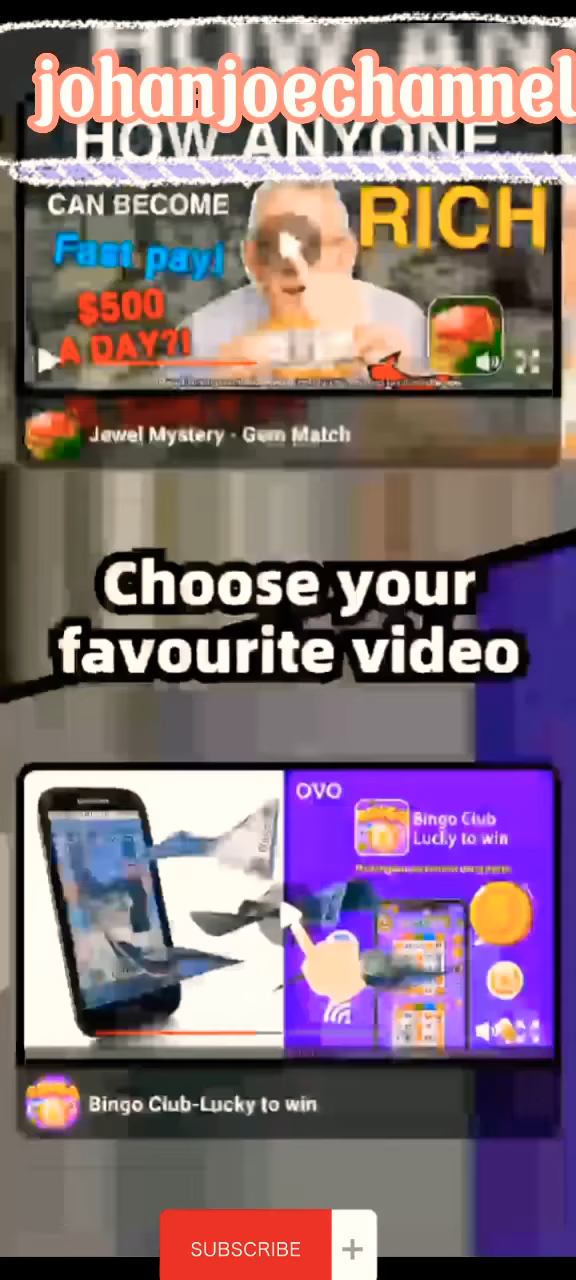 johanjoechannel
HOW ANYONE
CAN BECOME
RICH
Fast pay!
$500
A DAY?!
Jewel Mystery - Gem Match
Choose your
favourite video
OVO
Bingo Club
Lucky to win
Bingo Club-Lucky to win
SUBSCRIBE +